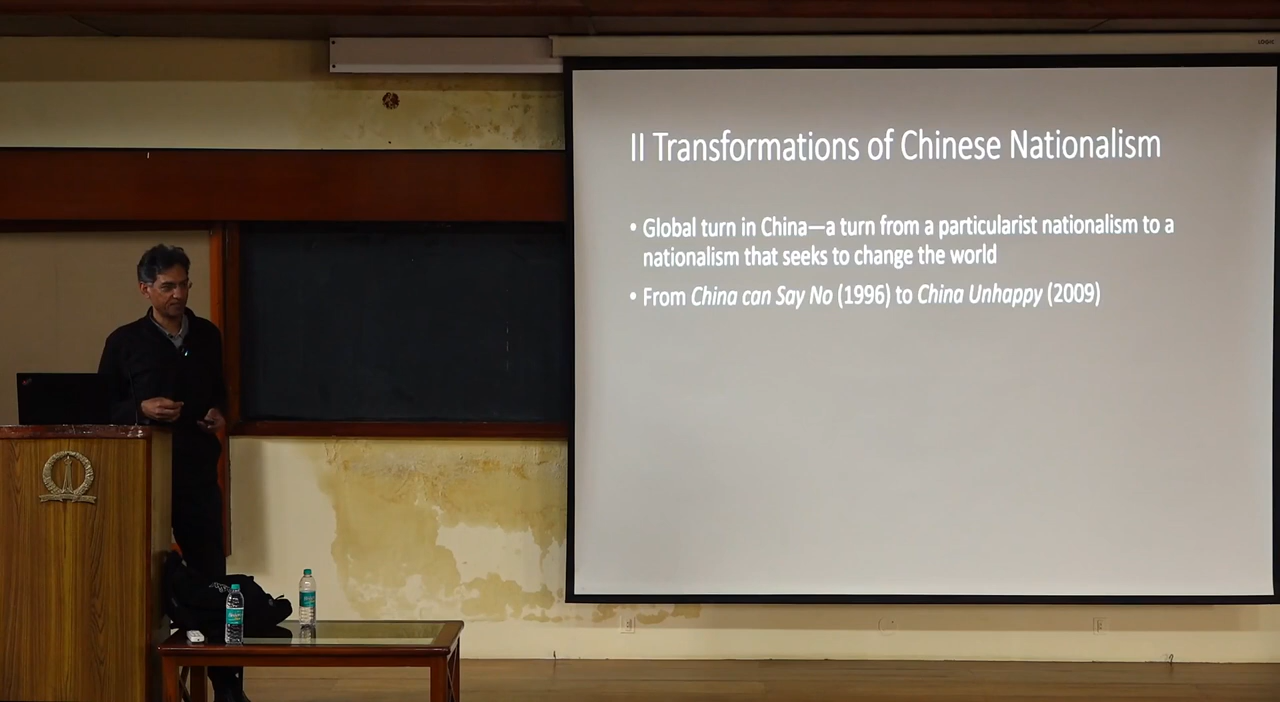 LOGIC
II Transformations of Chinese Nationalism
• Global turn in China—a turn from a particularist nationalism to a
nationalism that seeks to change the world
• From China can Say No (1996) to China Unhappy (2009)